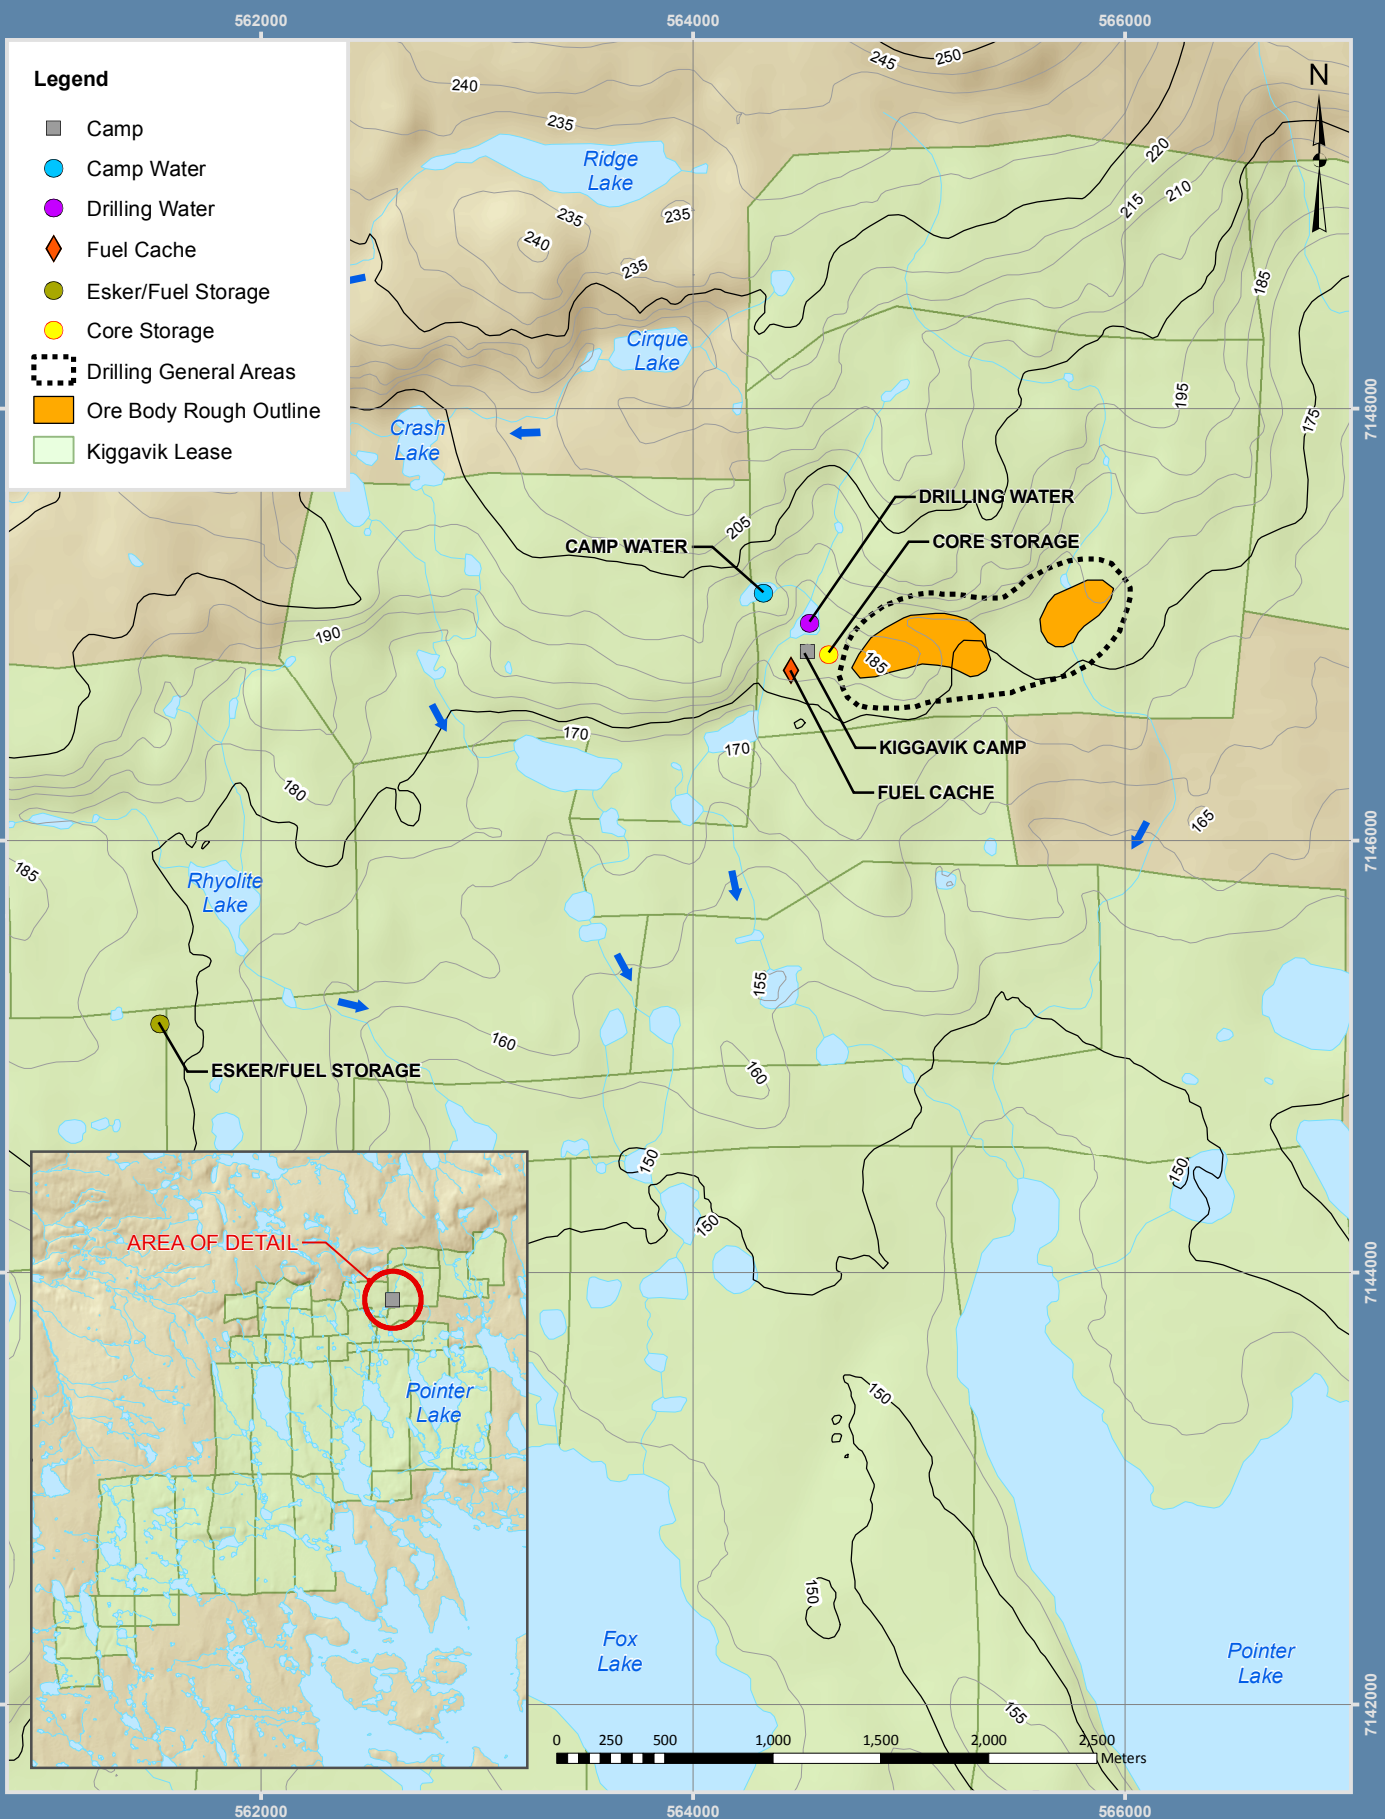 562000
564000
566000
Legend
Camp
Camp Water
Drilling Water
Fuel Cache
Esker/Fuel Storage
Core Storage
Drilling General Areas
Ore Body Rough Outline
Kiggavik Lease
N
245
250
240
235
220
Ridge
Lake
210
215
235
235
240
235
185
Cirque
Lake
195
7148000
175
Crash
Lake
DRILLING WATER
205
CORE STORAGE
CAMP WATER
190
185
170
170
KIGGAVIK CAMP
180
FUEL CACHE
165
7146000
185
Rhyolite
Lake
155
160
ESKER/FUEL STORAGE
160
150
150
150
AREA OF DETAIL
7144000
Pointer
Lake
150
150
Fox
Lake
Pointer
Lake
155
7142000
0
250
500
1,000
1,500
2,000
2,500
Meters
562000
564000
566000